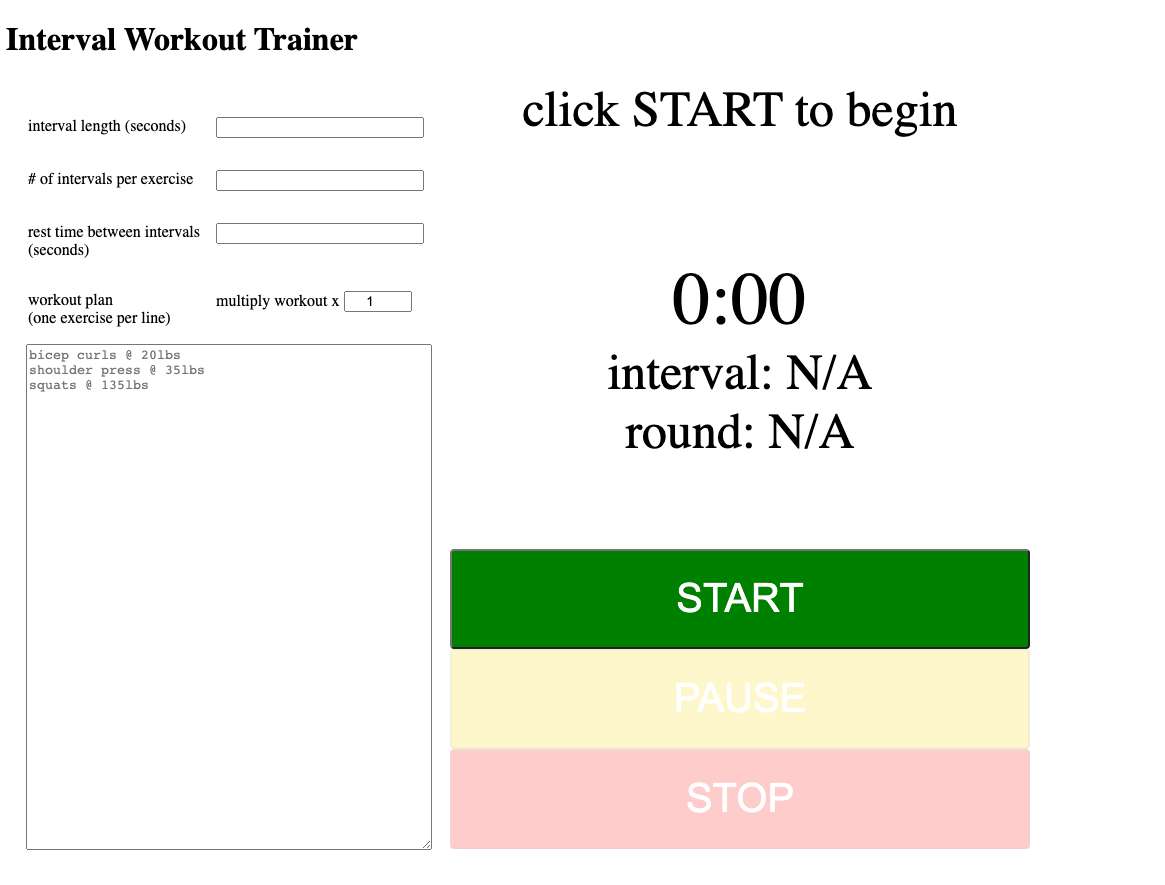 Interval Workout Trainer
interval length (seconds)
# of intervals per exercise
rest time between intervals
(seconds)
workout plan
(one exercise per line)
multiply workout x 1
bicep curls @ 20lbs
shoulder press @ 35lbs
squats @ 135lbs
click START to begin
0:00
interval: N/A
round: N/A
START
PAUSE
STOP